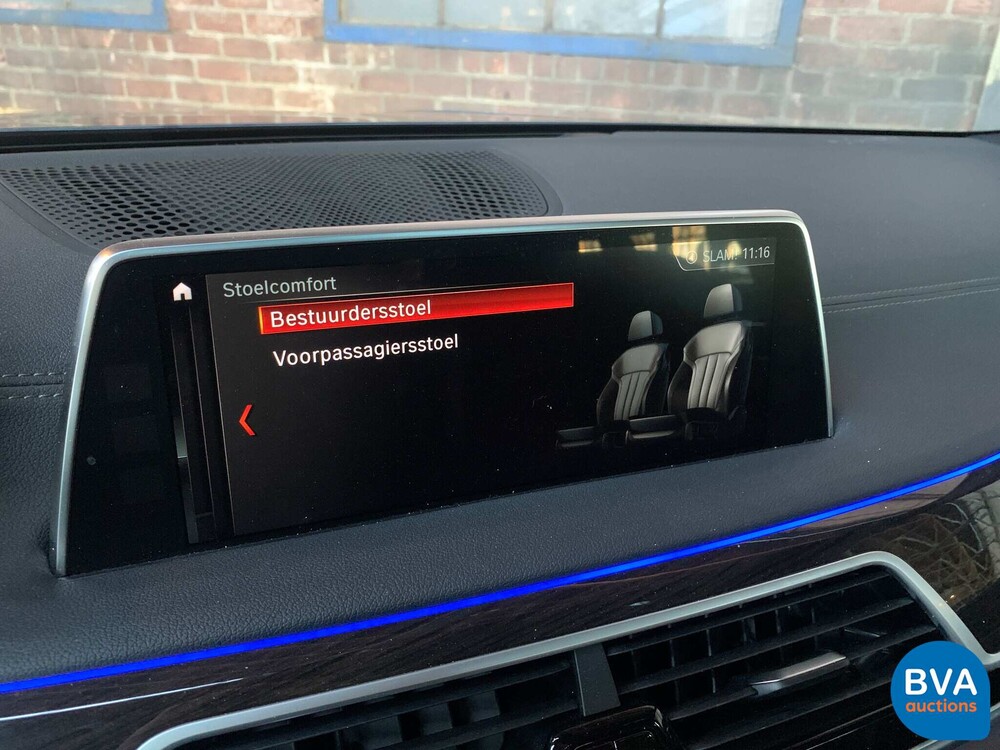 SLAM! 11:16
Stoelcomfort
Bestuurdersstoel
Voorpassagiersstoel
BVA
auctions